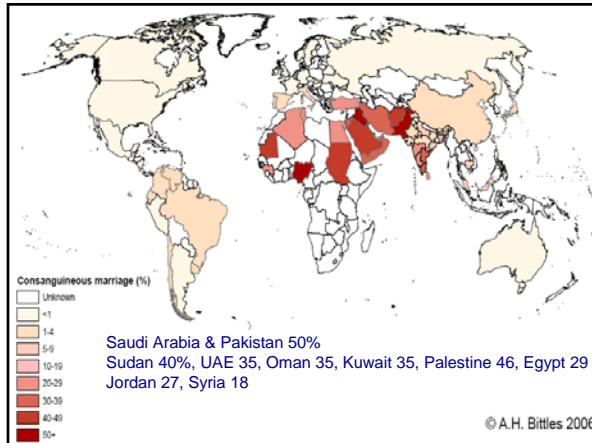 Consanguineous marriage (%)
Unknown
<1
1-4
5-9
10-19
20-29
30-39
40-49
50+
Saudi Arabia & Pakistan 50%
Sudan 40%, UAE 35, Oman 35, Kuwait 35, Palestine 46, Egypt 29
Jordan 27, Syria 18
© A.H. Bittles 2006